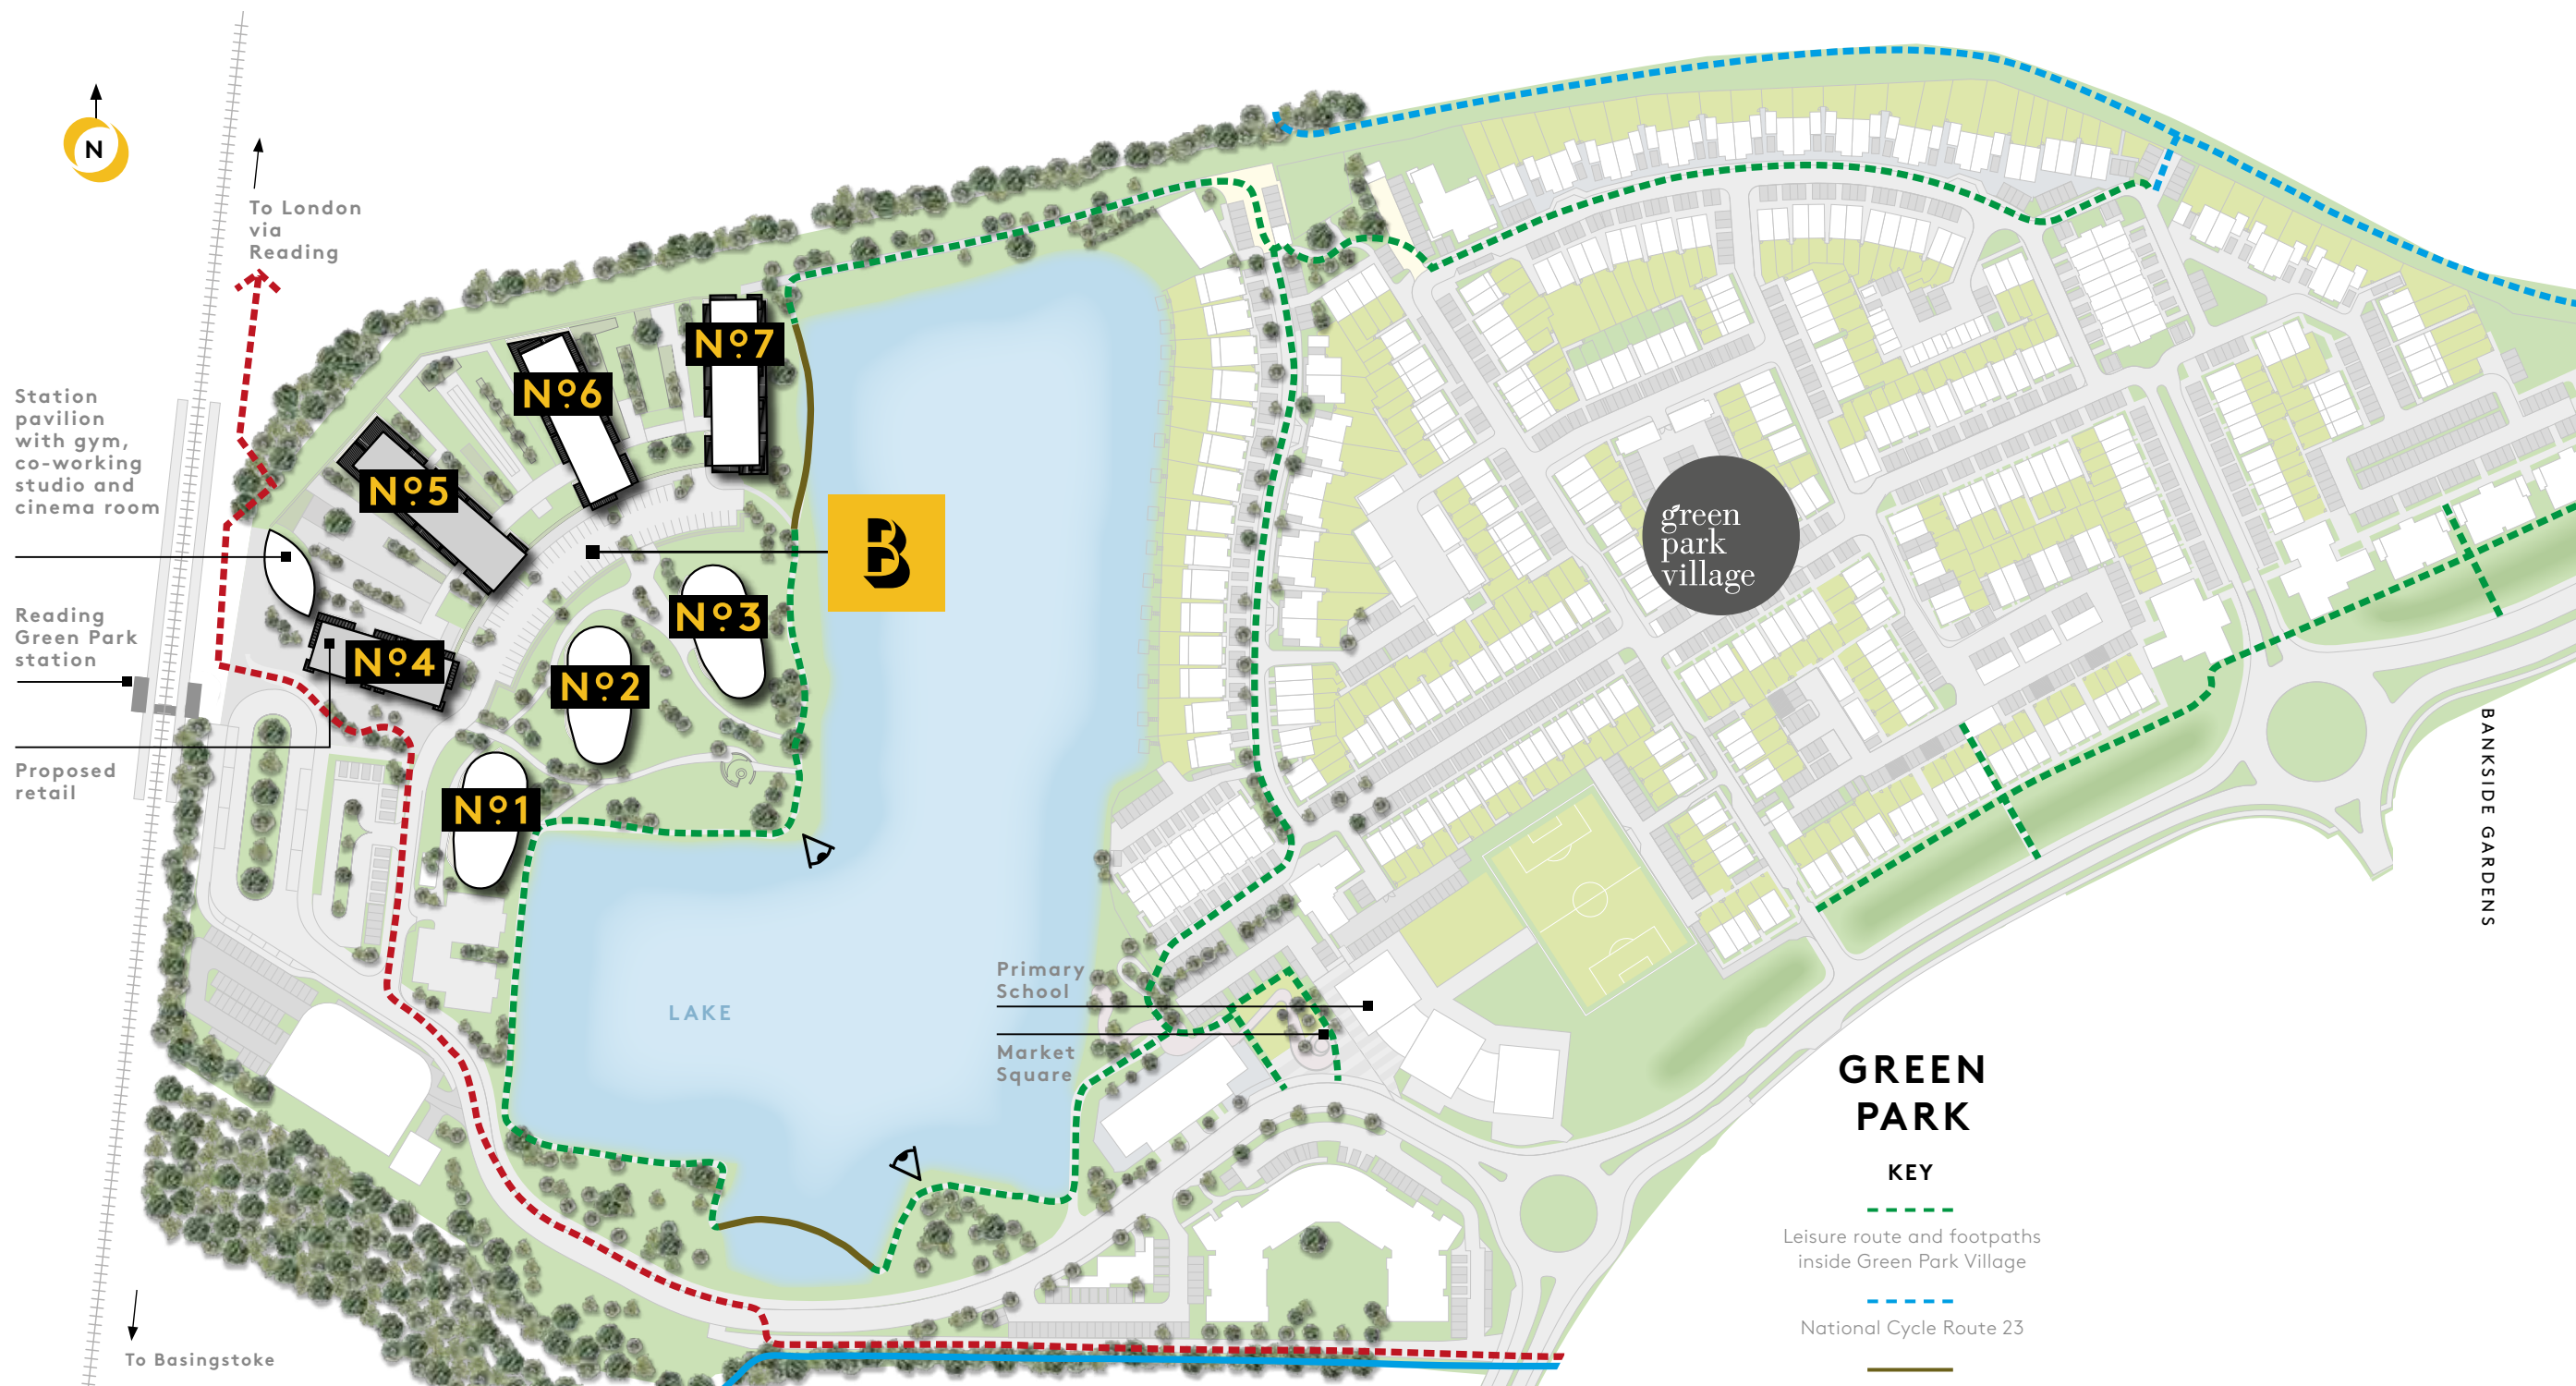 N
To London
via
Reading
Station
pavilion
with gym,
co-working
studio and
cinema room
Reading
Green Park
station
Proposed
retail
To Basingstoke
Nº7
Nº6
Nº5
Nº4
Nº3
Nº2
Nº1
B
LAKE
Primary
School
Market
Square
green
park
village
BANKSIDE GARDENS
GREEN
PARK
KEY
Leisure route and footpaths
inside Green Park Village
National Cycle Route 23